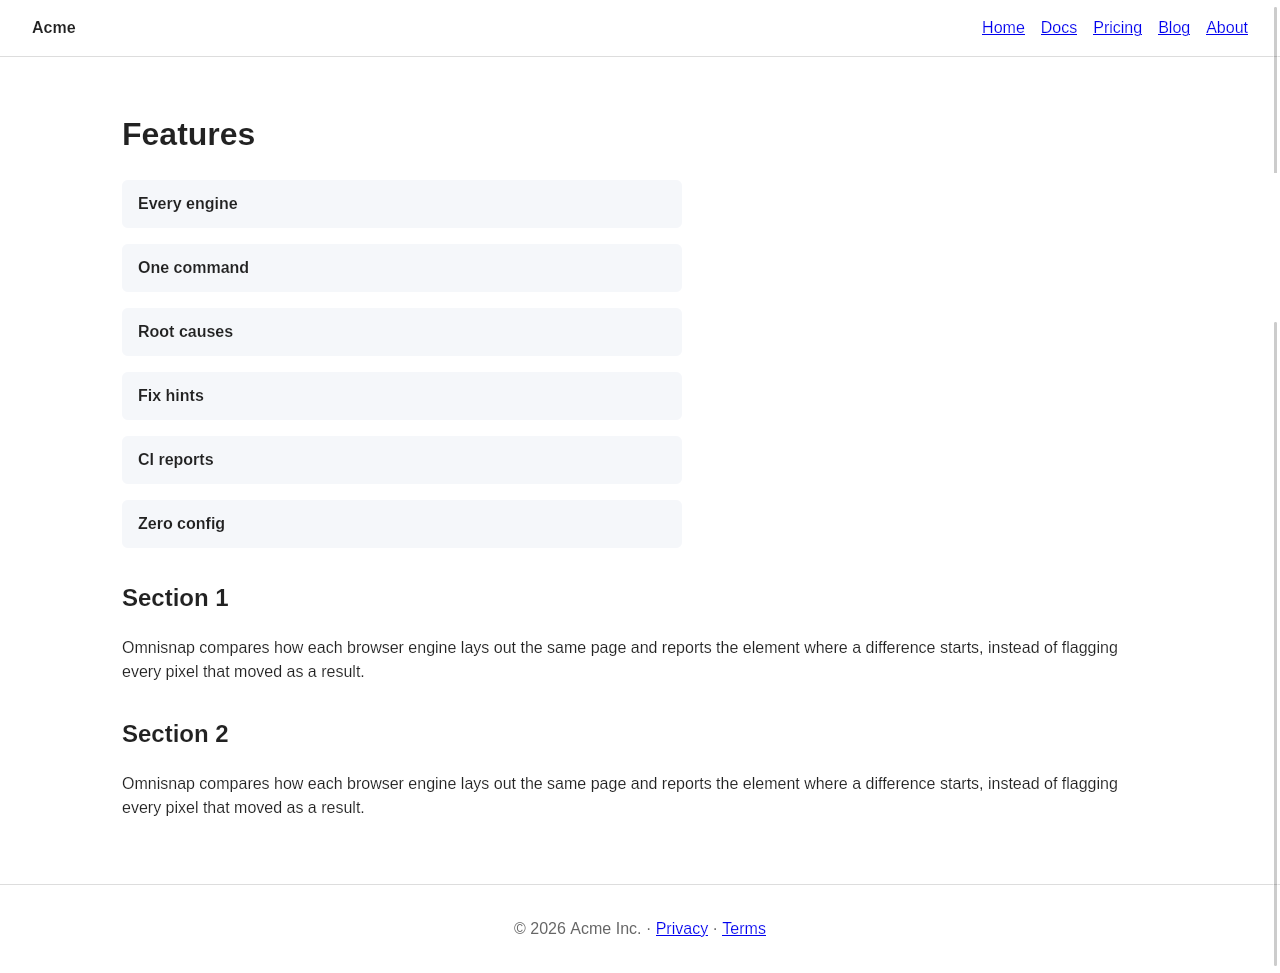 Acme
Home Docs Pricing Blog About
Features
Every engine
One command
Root causes
Fix hints
CI reports
Zero config
Section 1
Omnisnap compares how each browser engine lays out the same page and reports the element where a difference starts, instead of flagging
every pixel that moved as a result.
Section 2
Omnisnap compares how each browser engine lays out the same page and reports the element where a difference starts, instead of flagging
every pixel that moved as a result.
© 2026 Acme Inc. · Privacy · Terms